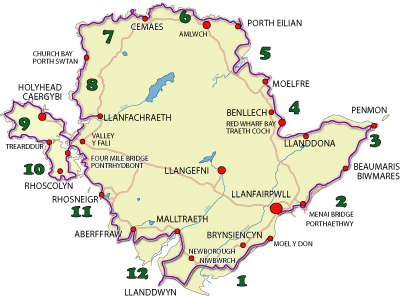 6
PORTH EILIAN
CEMAES
AMLWCH
7
CHURCH BAY
PORTH SWTAN
5
8
MOELFRE
HOLYHEAD
CAERGYBI
BENLLECH
4
PENMON
LLANFACHRAETH
RED WHARF BAY
TRAETH COCH
9
TREARDDUR
VALLEY
Y FALI
LLANDDONA
3
FOUR MILE BRIDGE
PONTRHYDBONT
10
LLANGEFNI
BEAUMARIS
BIWMARES
RHOSCOLYN
RHOSNEIGR
LLANFAIRPWLL
2
11
MENAI BRIDGE
PORTHAETHWY
MALLTRAETH
ABERFFRAW
BRYNSIENCYN
MOEL Y DON
NEWBOROUGH
NIWBWRCH
12
1
LLANDDWYN